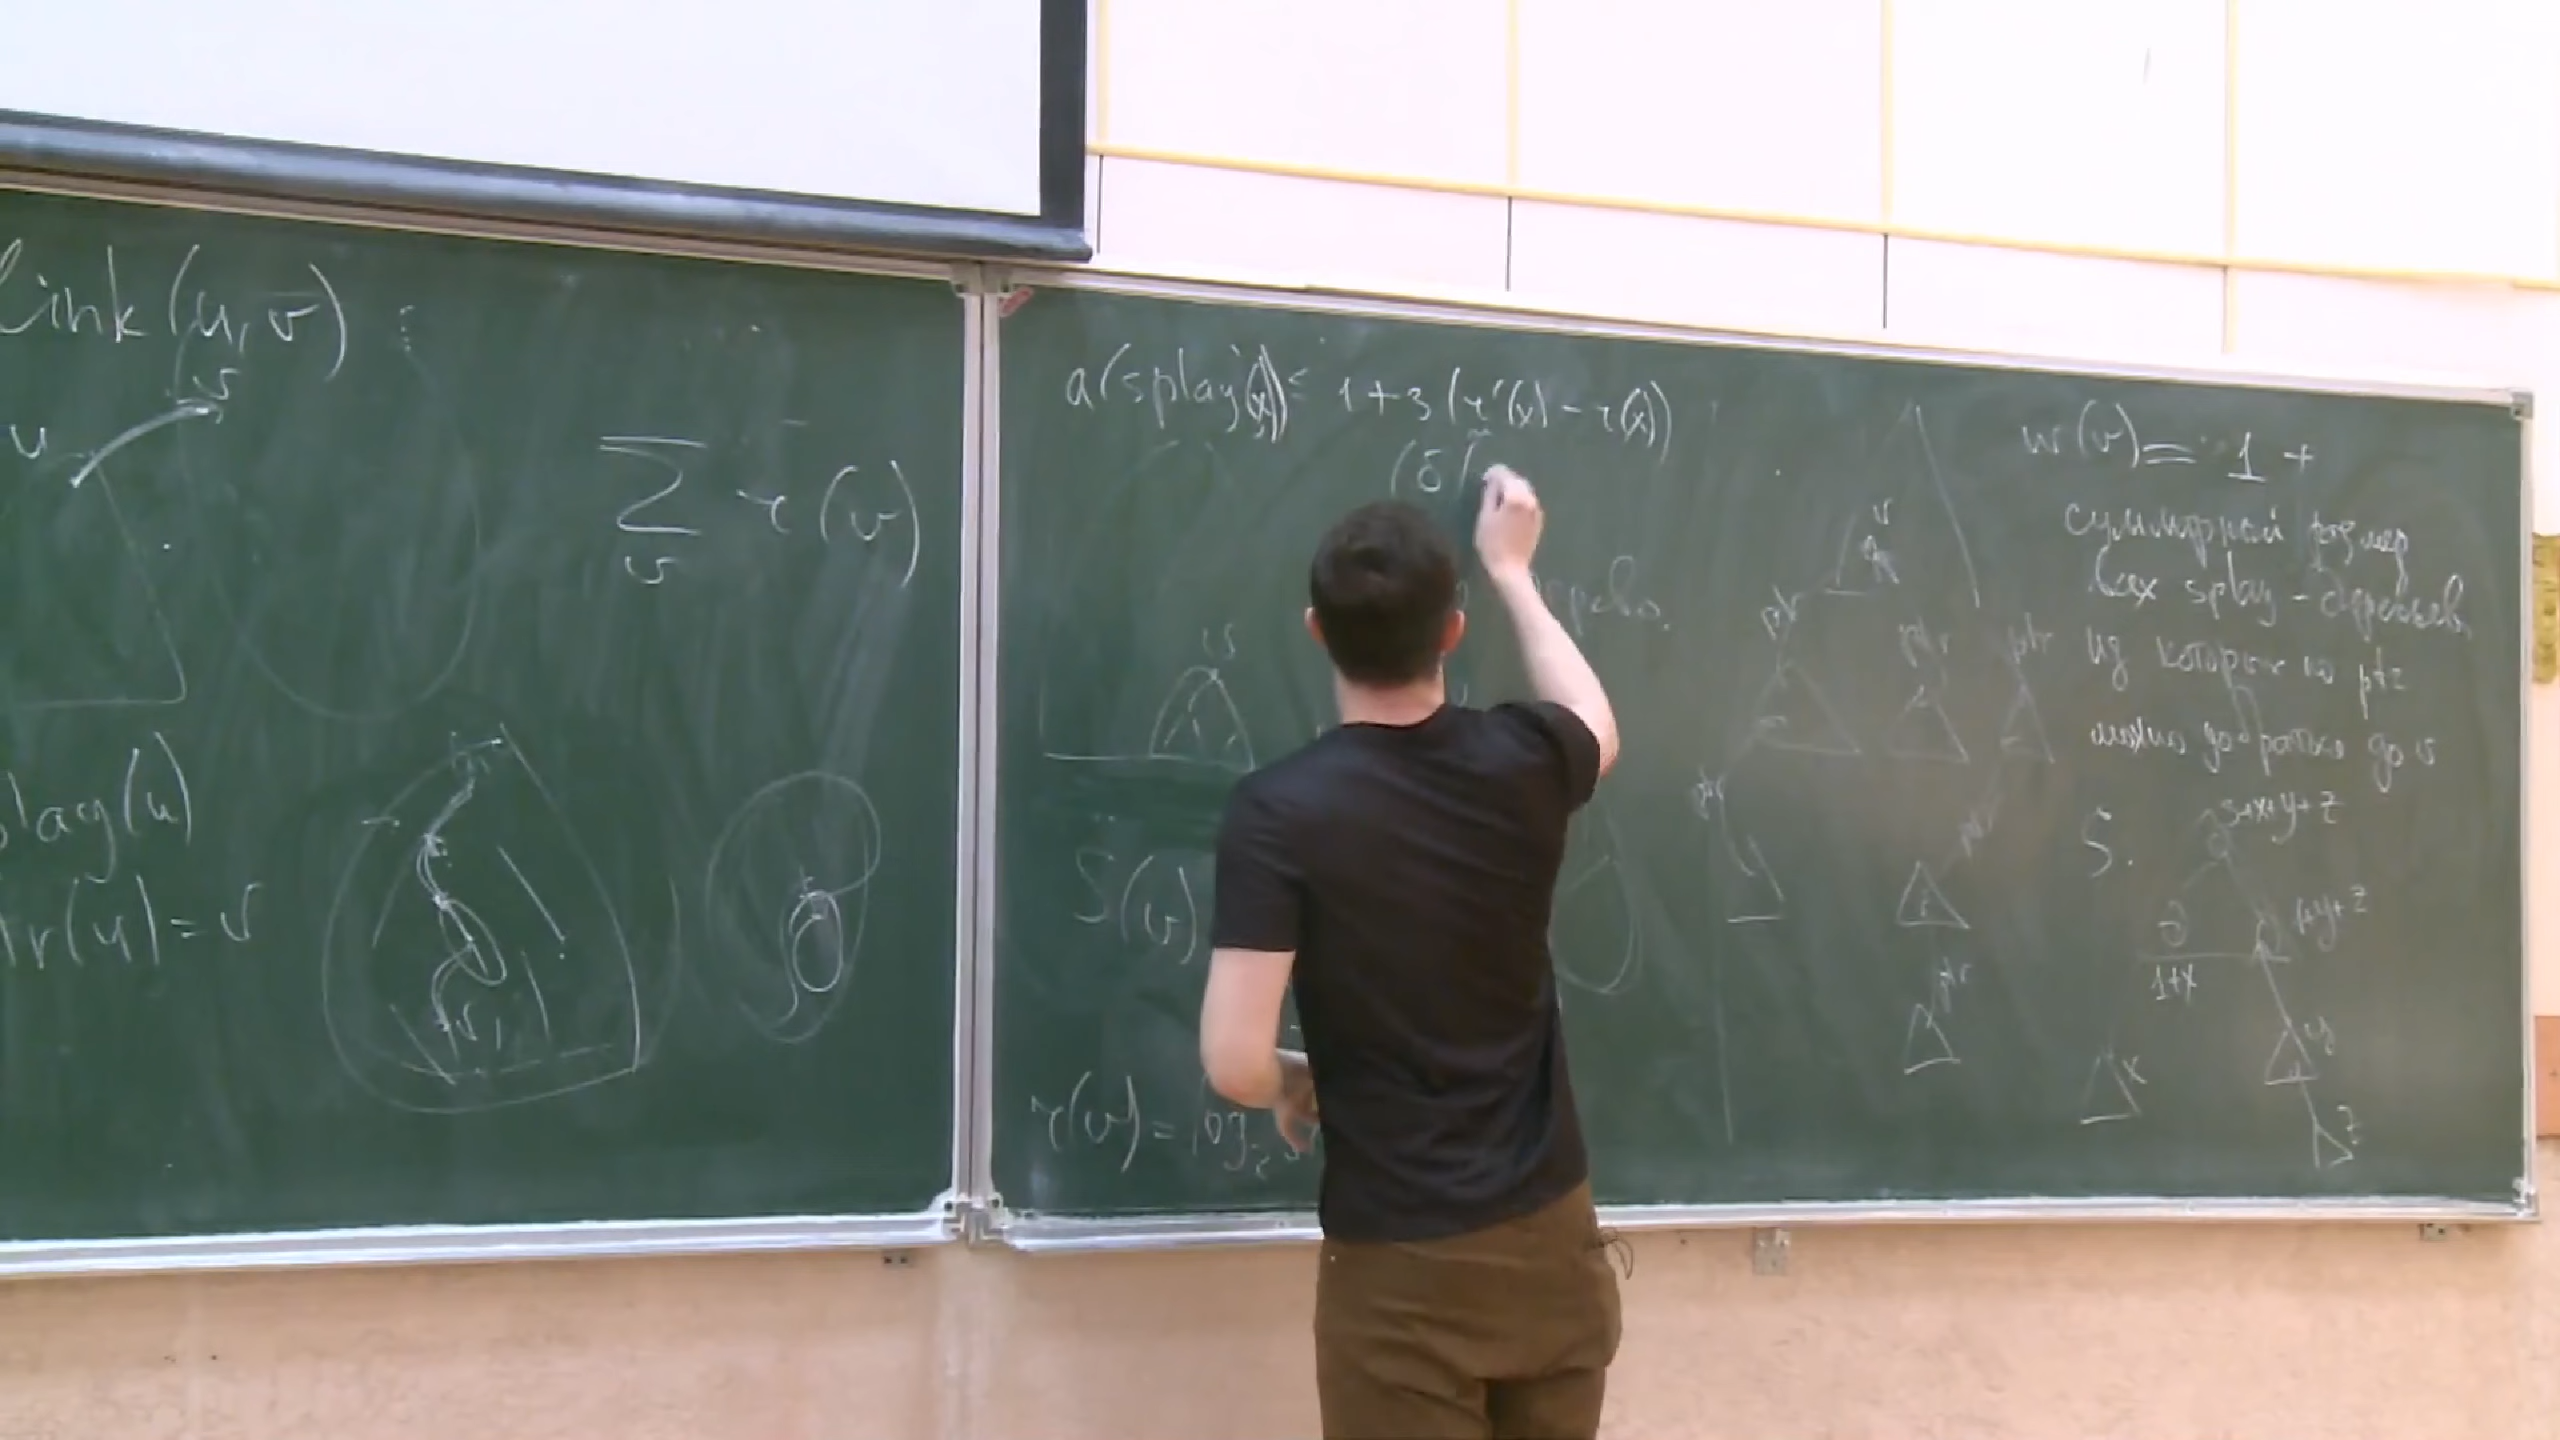 link(u, v) :
v
u
∑ r(v)
v
splay(u)
ptr(u) = v
a(splay(x)) ≤ 1+3(r'(x) - r(x))
(б
v
S(v)
r(v) = log₂
v
ptr
ptr
ptr
ptr
ptr
ptr
w(v) = 1 +
суммарный размер
всех splay-деревьев,
из которых по ptr
можно добраться до v
S:
3+x+y+z
1+y+z
1+x
x
y
z